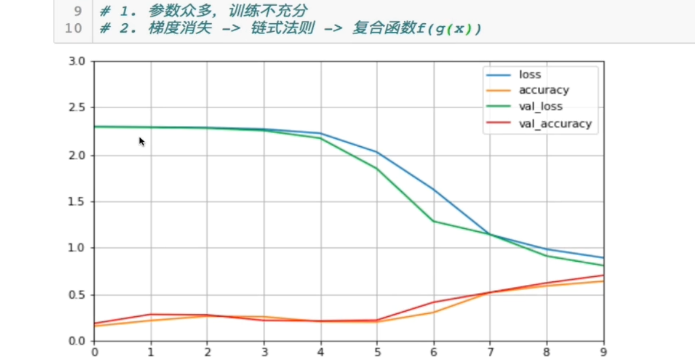 9 # 1. 参数众多, 训练不充分
10 # 2. 梯度消失 -> 链式法则 -> 复合函数f(g(x))
3.0
loss
accuracy
val_loss
val_accuracy
2.5
2.0
1.5
1.0
0.5
0.0
0 1 2 3 4 5 6 7 8 9